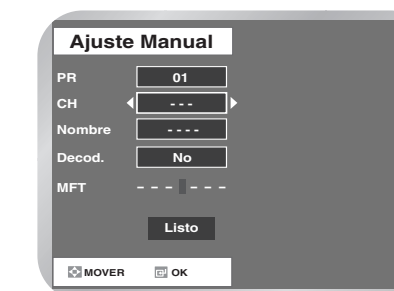 Ajuste Manual
PR 01
CH - - -
Nombre - - - -
Decod. No
MFT - - - - - -
Listo
MOVER OK